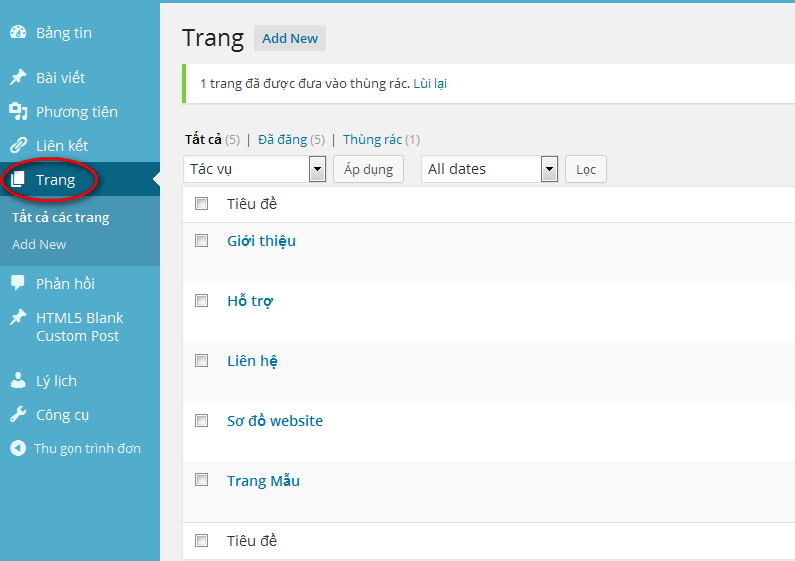 Bảng tin
Bài viết
Phương tiện
Liên kết
Trang
Tất cả các trang
Add New
Phản hồi
HTML5 Blank
Custom Post
Lý lịch
Công cụ
Thu gọn trình đơn
Trang Add New
1 trang đã được đưa vào thùng rác. Lùi lại
Tất cả (5) | Đã đăng (5) | Thùng rác (1)
Tác vụ Áp dụng All dates Lọc
Tiêu đề
Giới thiệu
Hỗ trợ
Liên hệ
Sơ đồ website
Trang Mẫu
Tiêu đề